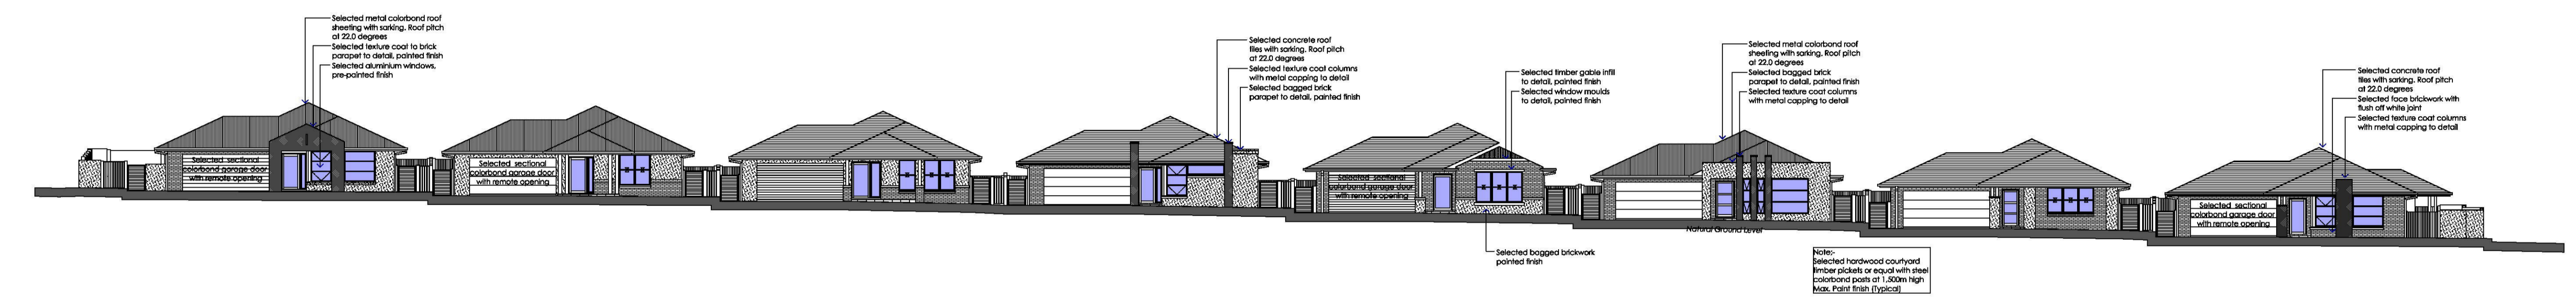 Selected metal colorbond roof
sheeting with sarking. Roof pitch
at 22.0 degrees
Selected texture coat to brick
parapet to detail, painted finish
Selected aluminium windows,
pre-painted finish
Selected sectional
colorbond garage door
with remote opening
Selected sectional
colorbond garage door
with remote opening
Selected concrete roof
tiles with sarking. Roof pitch
at 22.0 degrees
Selected texture coat columns
with metal capping to detail
Selected bagged brick
parapet to detail, painted finish
Selected timber gable infill
to detail, painted finish
Selected window moulds
to detail, painted finish
Selected sectional
colorbond garage door
with remote opening
Selected bagged brickwork
painted finish
Selected metal colorbond roof
sheeting with sarking. Roof pitch
at 22.0 degrees
Selected bagged brick
parapet to detail, painted finish
Selected texture coat columns
with metal capping to detail
Natural Ground Level
Note:-
Selected hardwood courtyard
timber pickets or equal with steel
colorbond posts at 1,500m high
Max. Paint finish (Typical)
Selected concrete roof
tiles with sarking. Roof pitch
at 22.0 degrees
Selected face brickwork with
flush off white joint
Selected texture coat columns
with metal capping to detail
Selected sectional
colorbond garage door
with remote opening